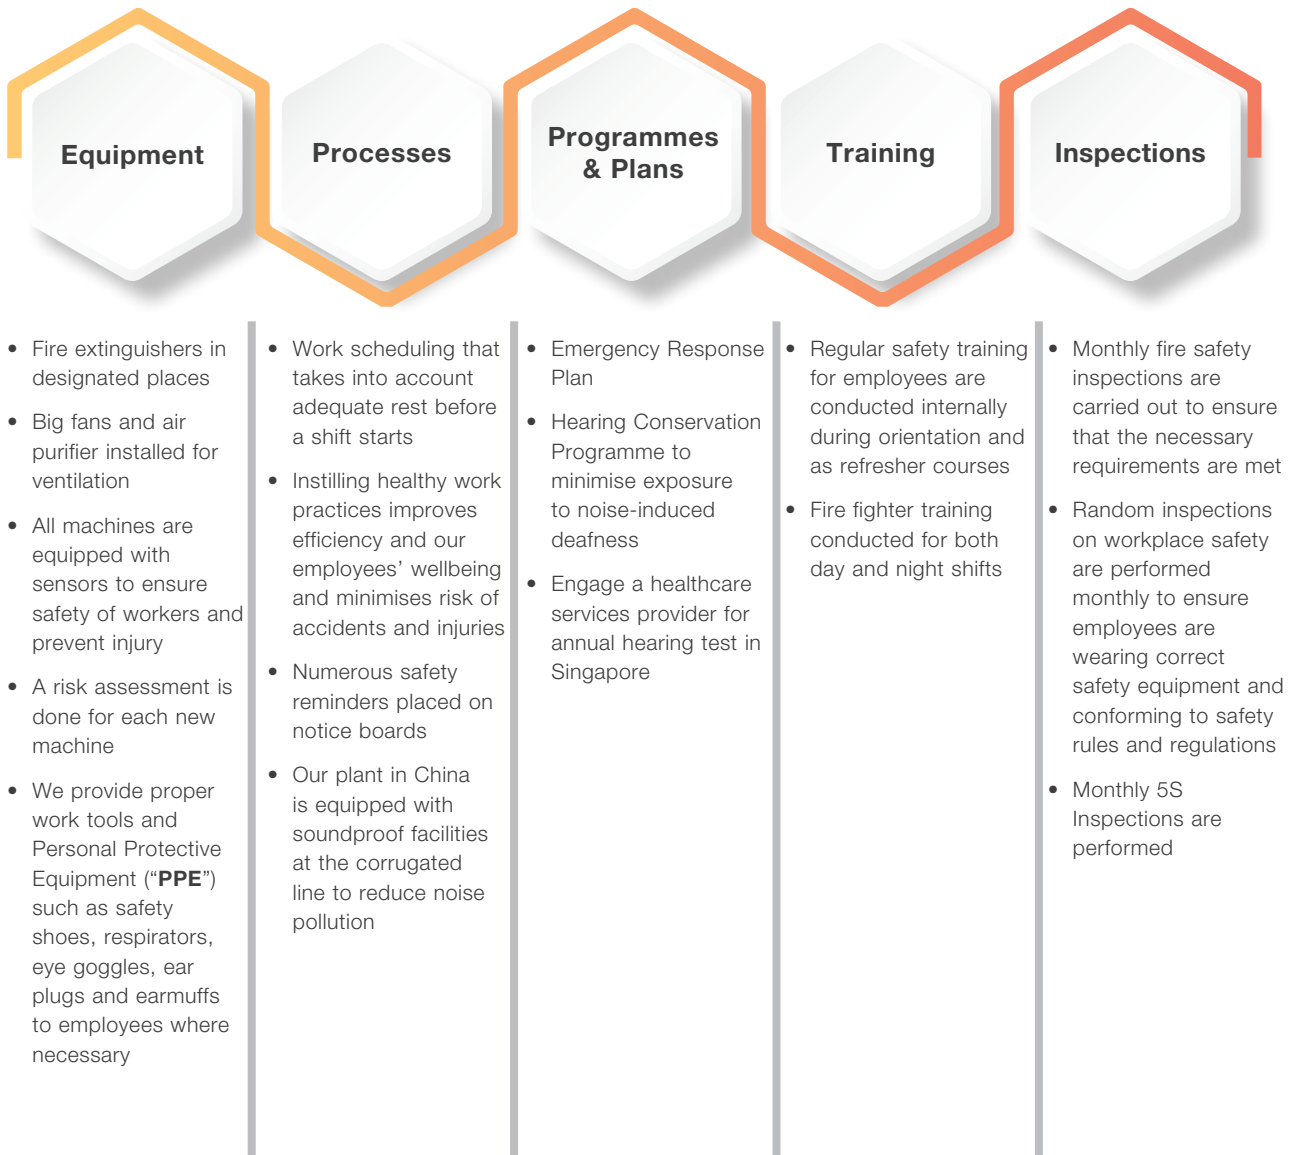 Equipment
Processes
Programmes
& Plans
Training
Inspections
• Fire extinguishers in
designated places
• Big fans and air
purifier installed for
ventilation
• All machines are
equipped with
sensors to ensure
safety of workers and
prevent injury
• A risk assessment is
done for each new
machine
• We provide proper
work tools and
Personal Protective
Equipment (“PPE”)
such as safety
shoes, respirators,
eye goggles, ear
plugs and earmuffs
to employees where
necessary
• Work scheduling that
takes into account
adequate rest before
a shift starts
• Instilling healthy work
practices improves
efficiency and our
employees’ wellbeing
and minimises risk of
accidents and injuries
• Numerous safety
reminders placed on
notice boards
• Our plant in China
is equipped with
soundproof facilities
at the corrugated
line to reduce noise
pollution
• Emergency Response
Plan
• Hearing Conservation
Programme to
minimise exposure
to noise-induced
deafness
• Engage a healthcare
services provider for
annual hearing test in
Singapore
• Regular safety training
for employees are
conducted internally
during orientation and
as refresher courses
• Fire fighter training
conducted for both
day and night shifts
• Monthly fire safety
inspections are
carried out to ensure
that the necessary
requirements are met
• Random inspections
on workplace safety
are performed
monthly to ensure
employees are
wearing correct
safety equipment and
conforming to safety
rules and regulations
• Monthly 5S
Inspections are
performed